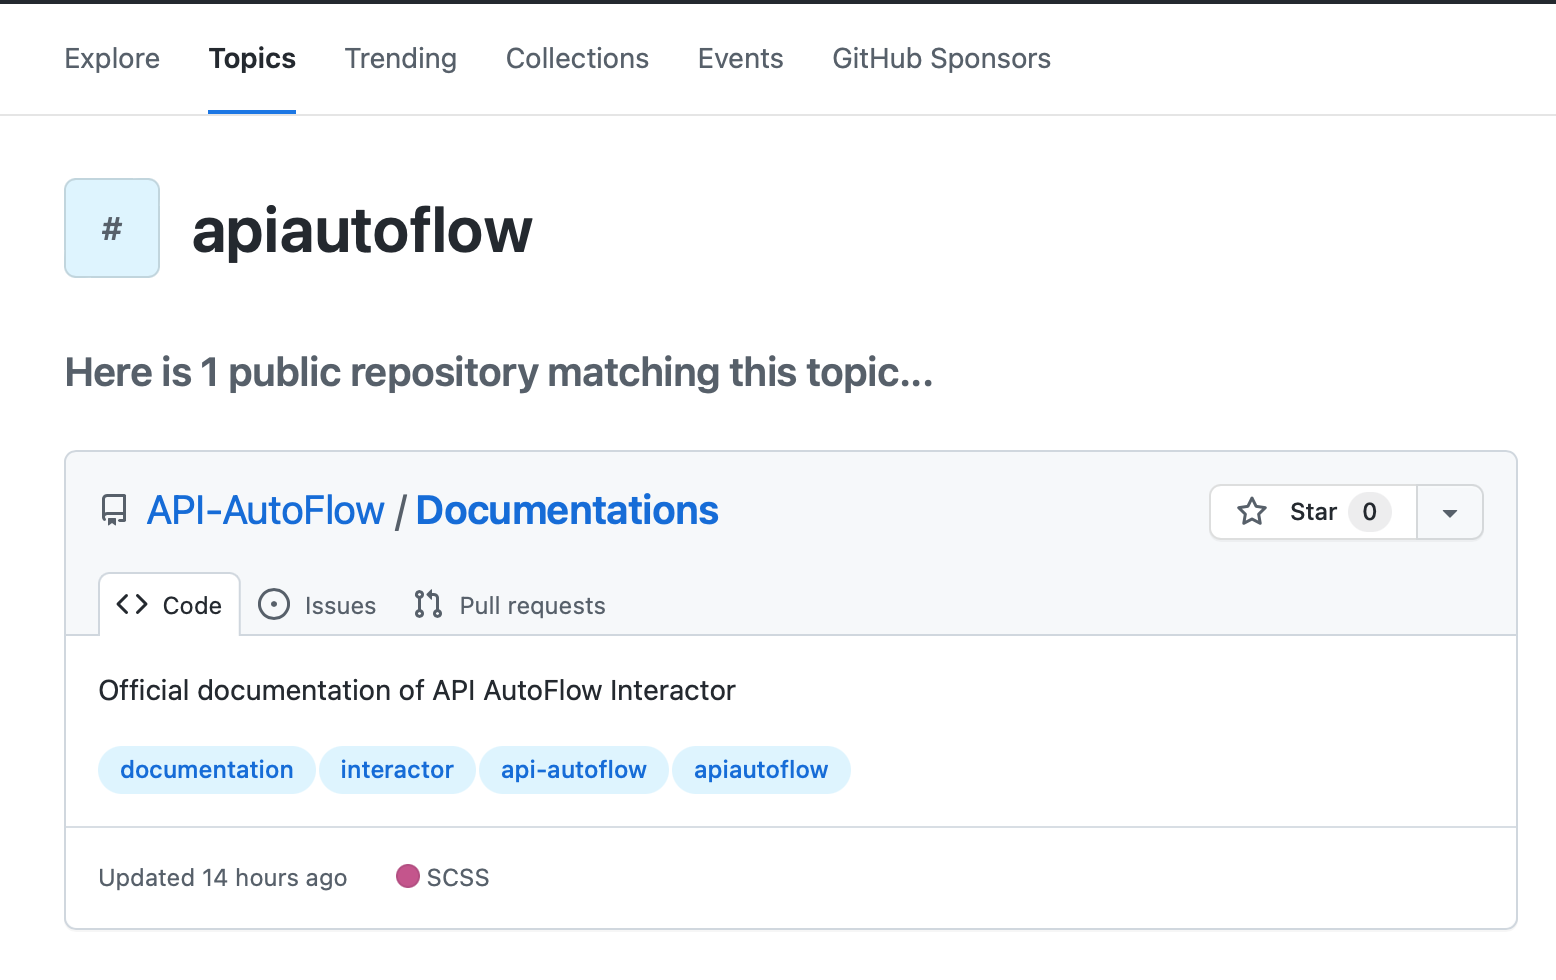 Explore Topics Trending Collections Events GitHub Sponsors
# apiautoflow
Here is 1 public repository matching this topic...
API-AutoFlow / Documentations Star 0
Code Issues Pull requests
Official documentation of API AutoFlow Interactor
documentation interactor api-autoflow apiautoflow
Updated 14 hours ago SCSS